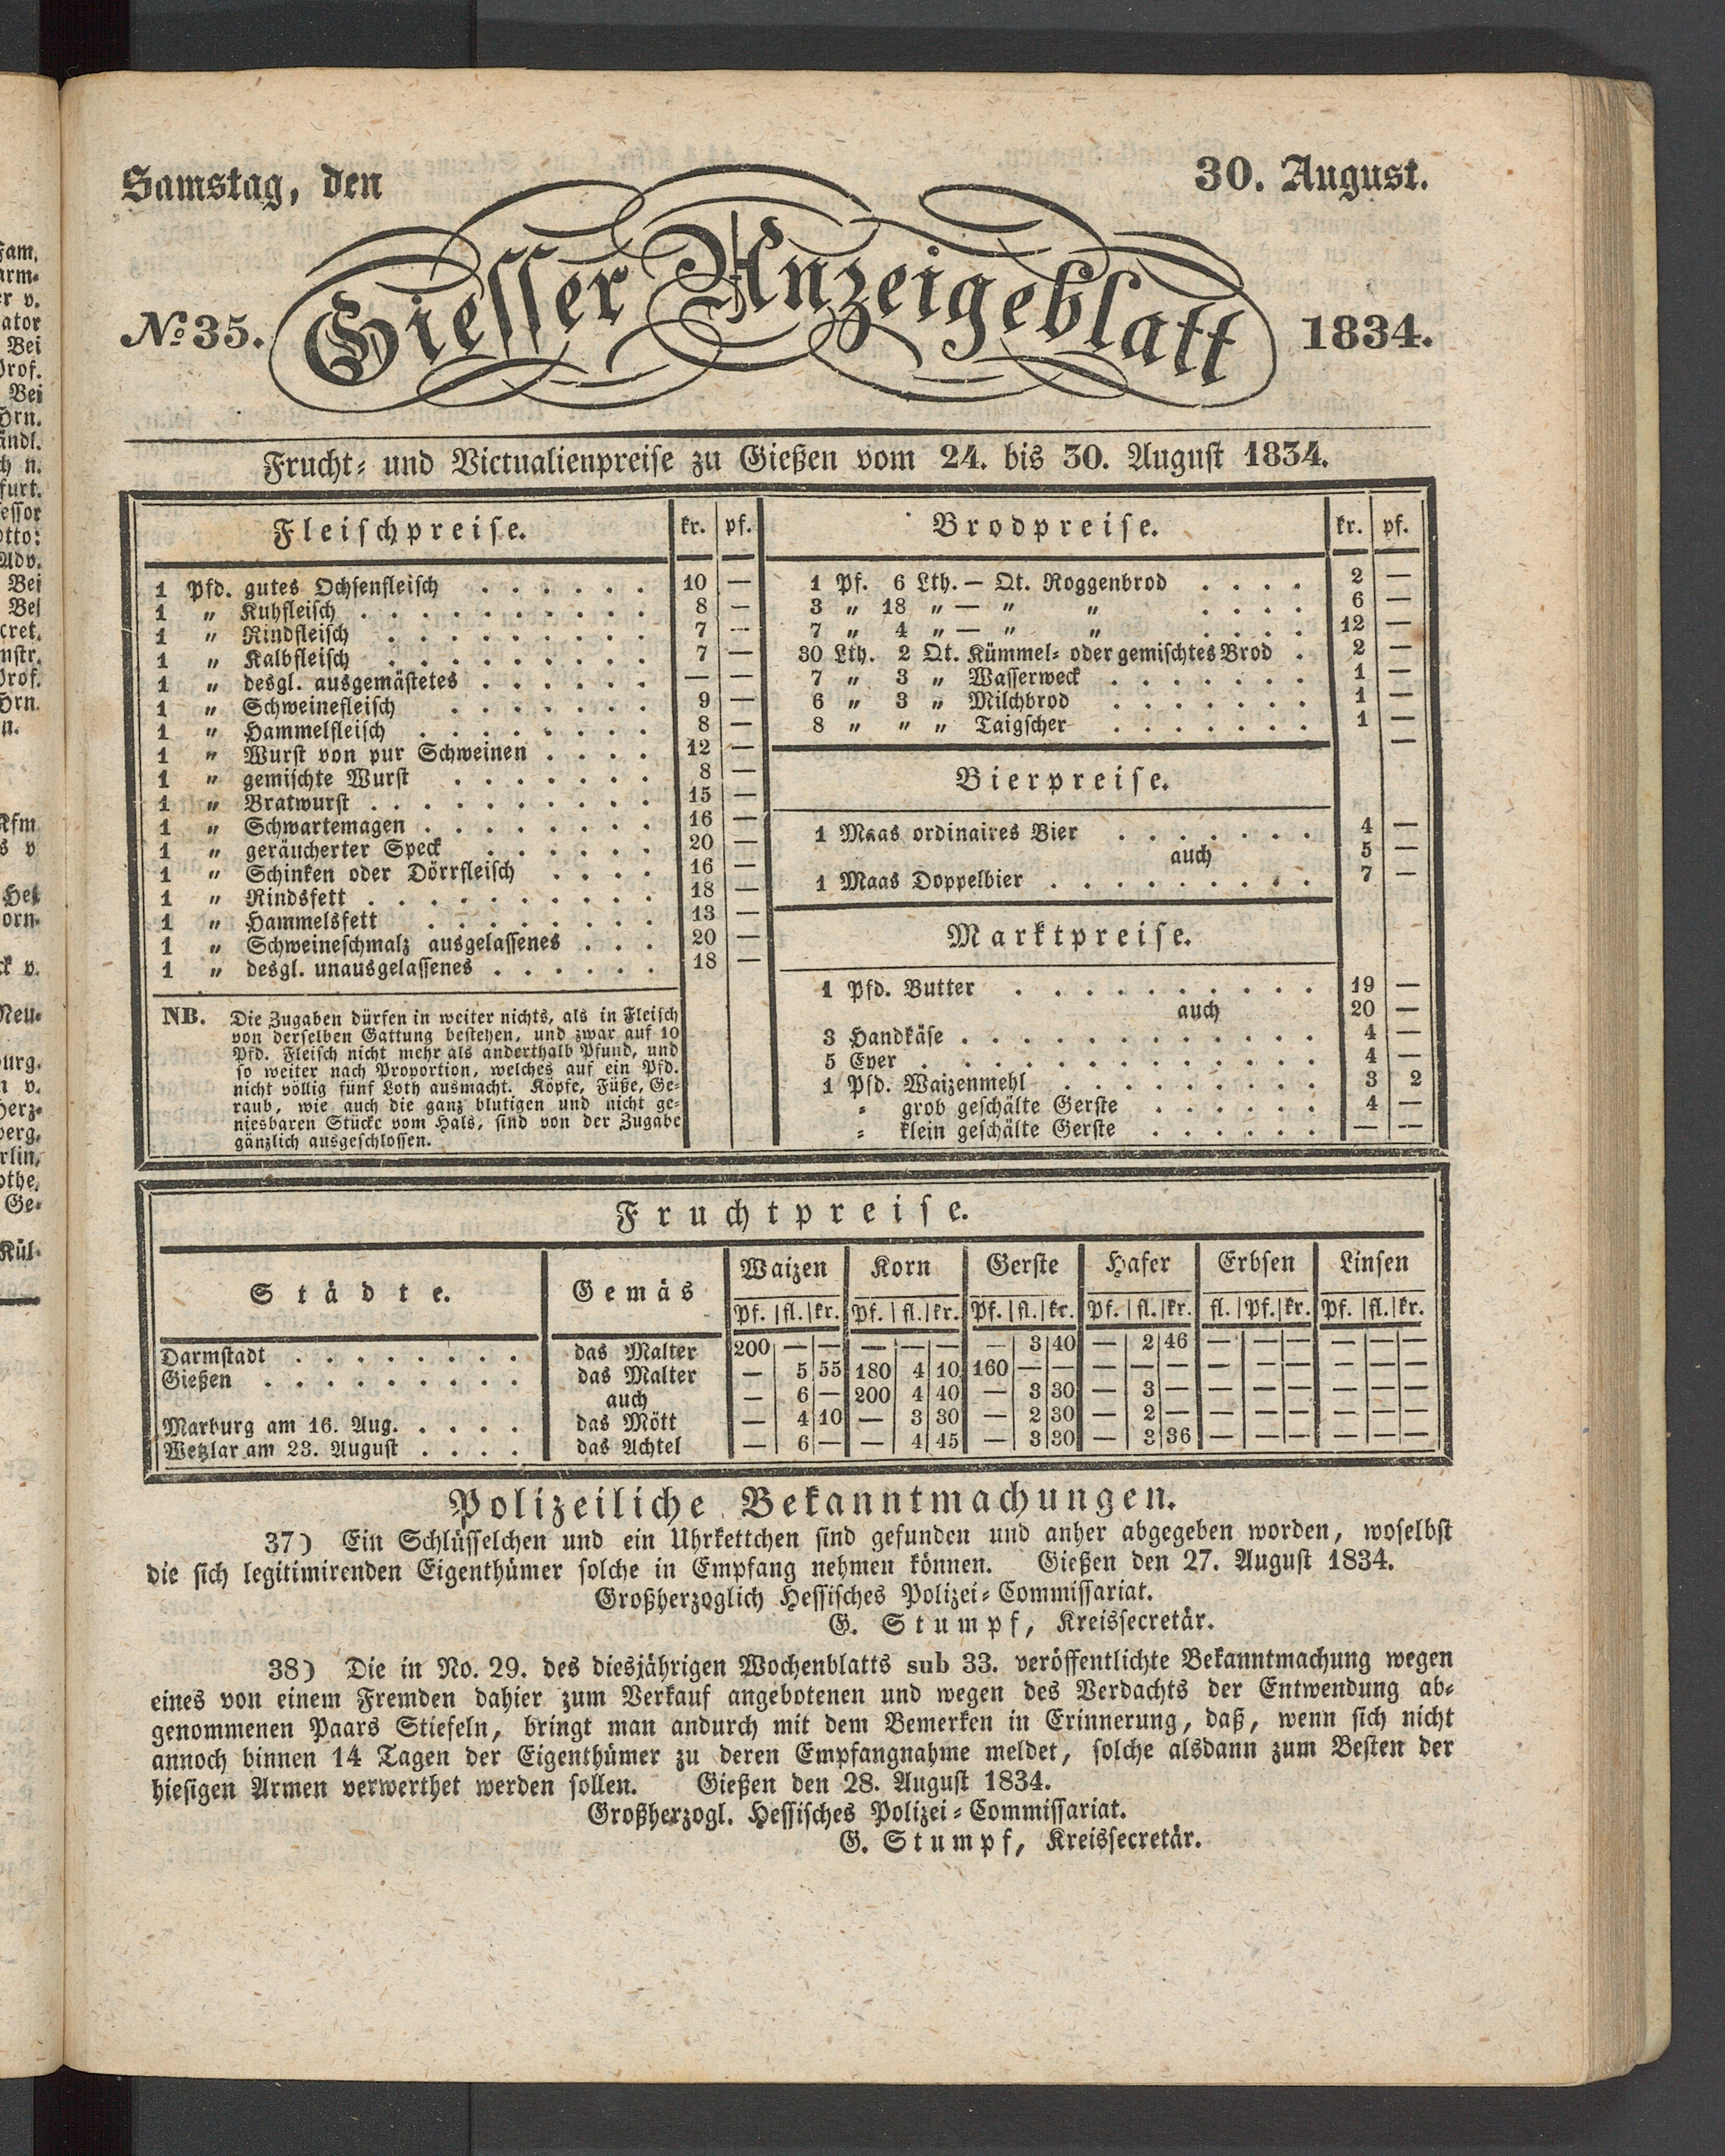 Samstag, den
30. August.
No 35.
Giesser Anzeigeblatt
1834.
Frucht- und Victualienpreise zu Gießen vom 24. bis 30. August 1834.
Fleischpreise. kr. pf.
1 Pfd. gutes Ochsenfleisch . . . . . . 10 —
1 „ Kuhfleisch . . . . . . . . . . 8 —
1 „ Rindfleisch . . . . . . . . . 7 —
1 „ Kalbfleisch . . . . . . . . . 7 —
1 „ desgl. ausgemästetes . . . . . . — —
1 „ Schweinefleisch . . . . . . . 9 —
1 „ Hammelfleisch . . . . . . . . 8 —
1 „ Wurst von pur Schweinen . . . . 12 —
1 „ gemischte Wurst . . . . . . . 8 —
1 „ Bratwurst . . . . . . . . . . 15 —
1 „ Schwartemagen . . . . . . . . 16 —
1 „ geräucherter Speck . . . . . . 20 —
1 „ Schinken oder Dörrfleisch . . . . 16 —
1 „ Rindsfett . . . . . . . . . . 18 —
1 „ Hammelsfett . . . . . . . . 13 —
1 „ Schweineschmalz ausgelassenes . . . 20 —
1 „ desgl. unausgelassenes . . . . . . 18 —
NB. Die Zugaben dürfen in weiter nichts, als in Fleisch
von derselben Gattung bestehen, und zwar auf 10
Pfd. Fleisch nicht mehr als anderthalb Pfund, und
so weiter nach Proportion, welches auf ein Pfd.
nicht völlig fünf Loth ausmacht. Köpfe, Füße, Ge-
raub, wie auch die ganz blutigen und nicht ge-
niesbaren Stücke vom Hals, sind von der Zugabe
gänzlich ausgeschlossen.
Brodpreise. kr. pf.
1 Pf. 6 Lth. — Qt. Roggenbrod . . . . 2 —
3 „ 18 „ — „ „ . . . . 6 —
7 „ 4 „ — „ „ . . . . 12 —
30 Lth. 2 Qt. Kümmel- oder gemischtes Brod . 2 —
7 „ 3 „ Wasserweck . . . . . . . 1 —
6 „ 3 „ Milchbrod . . . . . . . 1 —
8 „ „ „ Taigscher . . . . . . . 1 —
—
Bierpreise.
1 Maas ordinaires Bier . . . . . . . 4 —
auch 5 —
1 Maas Doppelbier . . . . . . . . . 7 —
Marktpreise.
1 Pfd. Butter . . . . . . . . . . 19 —
auch 20 —
3 Handkäse . . . . . . . . . . . . 4 —
5 Eyer . . . . . . . . . . . . . 4 —
1 Pfd. Waizenmehl . . . . . . . . . 3 2
- grob geschälte Gerste . . . . . . 4 —
- klein geschälte Gerste . . . . . . — —
Fruchtpreise.
Städte. Gemäs Waizen Korn Gerste Hafer Erbsen Linsen
Pf. fl. kr. Pf. fl. kr. Pf. fl. kr. Pf. fl. kr. fl. Pf. kr. Pf. fl. kr.
Darmstadt . . . . . . . . das Malter 200 — — — — — — 3 40 — 2 46 — — — — — —
Gießen . . . . . . . . . das Malter — 5 55 180 4 10 160 — — — — — — — — — — —
auch — 6 — 200 4 40 — 3 30 — 3 — — — — — — —
Marburg am 16. Aug. . . . . das Mött — 4 10 — 3 30 — 2 30 — 2 — — — — — — —
Wetzlar am 23. August . . . . das Achtel — 6 — — 4 45 — 3 30 — 3 36 — — — — — —
Polizeiliche Bekanntmachungen.
37) Ein Schlüsselchen und ein Uhrkettchen sind gefunden und anher abgegeben worden, woselbst
die sich legitimirenden Eigenthümer solche in Empfang nehmen können. Gießen den 27. August 1834.
Großherzoglich Hessisches Polizei-Commissariat.
G. Stumpf, Kreissecretär.
38) Die in No. 29. des diesjährigen Wochenblatts sub 33. veröffentlichte Bekanntmachung wegen
eines von einem Fremden dahier zum Verkauf angebotenen und wegen des Verdachts der Entwendung ab-
genommenen Paars Stiefeln, bringt man andurch mit dem Bemerken in Erinnerung, daß, wenn sich nicht
annoch binnen 14 Tagen der Eigenthümer zu deren Empfangnahme meldet, solche alsdann zum Besten der
hiesigen Armen verwerthet werden sollen. Gießen den 28. August 1834.
Großherzogl. Hessisches Polizei-Commissariat.
G. Stumpf, Kreissecretär.